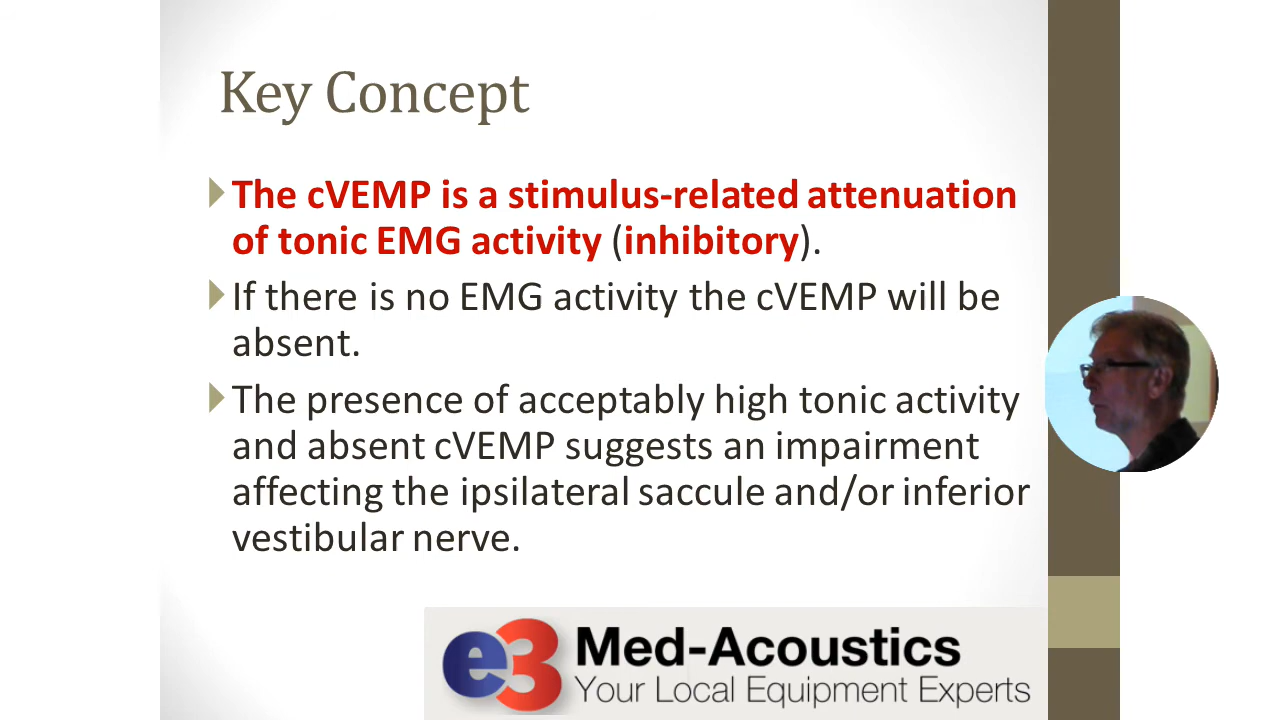 Key Concept
The cVEMP is a stimulus-related attenuation
of tonic EMG activity (inhibitory).
If there is no EMG activity the cVEMP will be
absent.
The presence of acceptably high tonic activity
and absent cVEMP suggests an impairment
affecting the ipsilateral saccule and/or inferior
vestibular nerve.
e3 Med-Acoustics
Your Local Equipment Experts